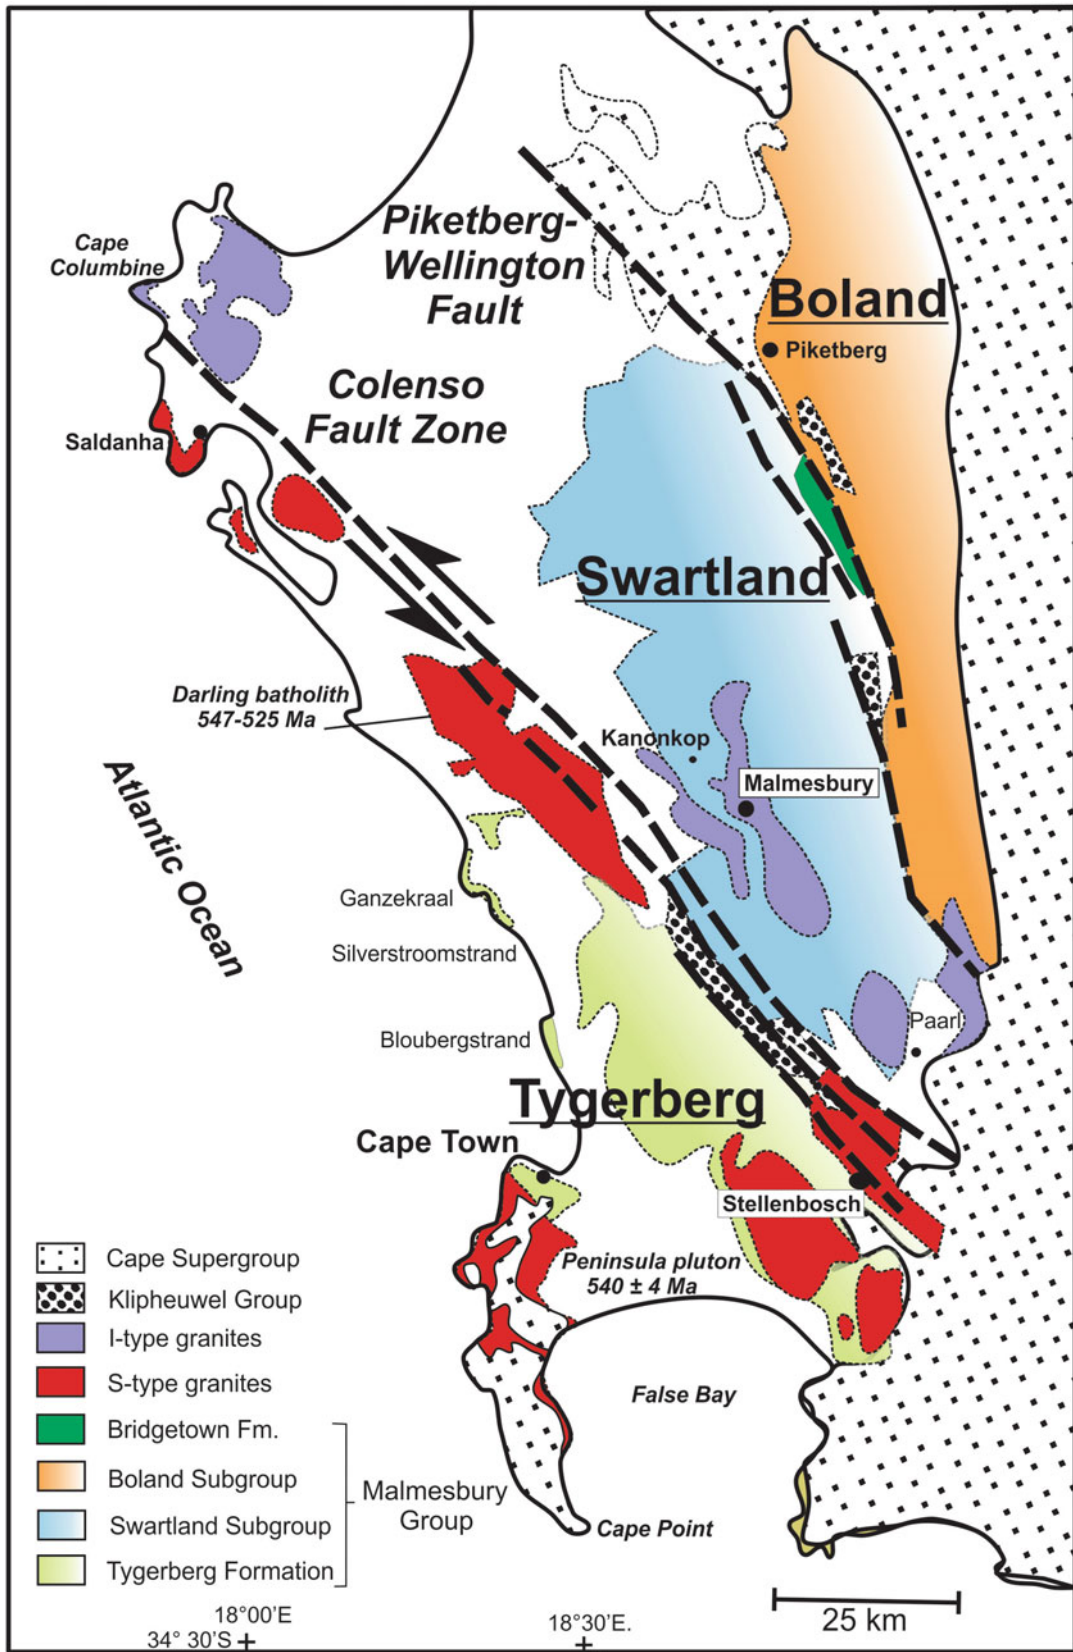 Cape
Columbine
Piketberg-
Wellington
Fault
Boland
Piketberg
Colenso
Fault Zone
Saldanha
Swartland
Darling batholith
547-525 Ma
Kanonkop
Malmesbury
Atlantic Ocean
Ganzekraal
Silverstroomstrand
Bloubergstrand
Paarl
Tygerberg
Cape Town
Stellenbosch
Peninsula pluton
540 ± 4 Ma
False Bay
Cape Point
Cape Supergroup
Klipheuwel Group
I-type granites
S-type granites
Bridgetown Fm.
Boland Subgroup
Swartland Subgroup
Tygerberg Formation
Malmesbury
Group
25 km
18°00'E
18°30'E.
34° 30'S